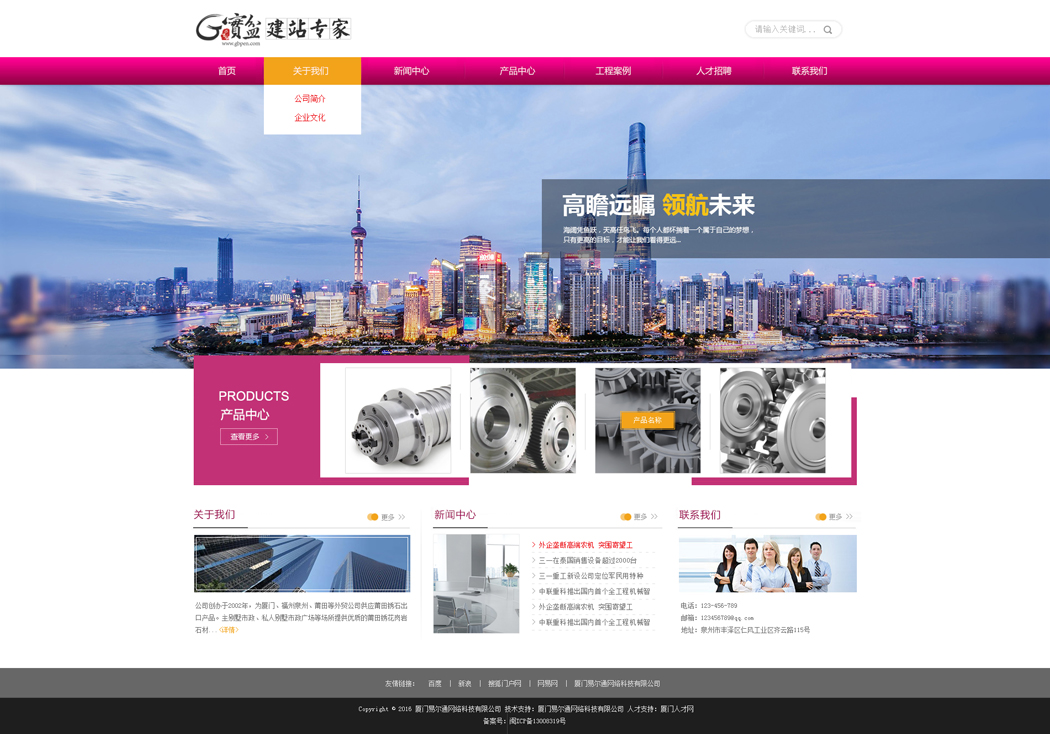 G寶盆 建站专家
www.gbpen.com
请输入关键词...
首页 关于我们 新闻中心 产品中心 工程案例 人才招聘 联系我们
公司简介
企业文化
高瞻远瞩 领航未来
海阔凭鱼跃，天高任鸟飞。每个人都怀揣着一个属于自己的梦想，
只有更高的目标，才能让我们看得更远...
PRODUCTS
产品中心
查看更多 >
产品名称
关于我们 更多 >>
公司创办于2002年。为厦门、福州泉州、莆田等外贸公司供应莆田锈石出
口产品。主别墅市政、私人别墅市政广场等场所提供优质的莆田锈花岗岩
石材...<详情>
新闻中心 更多 >>
> 外企垄断高端农机 突围寄望工
> 三一在泰国销售设备超过2000台
> 三一重工新设公司定位军民用特种
> 中联重科推出国内首个全工程机械智
> 外企垄断高端农机 突围寄望工
> 中联重科推出国内首个全工程机械智
联系我们 更多 >>
电话：123-456-789
邮箱：1234567890@qq.com
地址：泉州市丰泽区仁风工业区齐云路115号
友情链接： 百度 | 新浪 | 搜狐门户网 | 网易网 | 厦门易尔通网络科技有限公司
Copyright © 2016 厦门易尔通网络科技有限公司 技术支持：厦门易尔通网络科技有限公司 人才支持：厦门人才网
备案号：闽ICP备13008319号